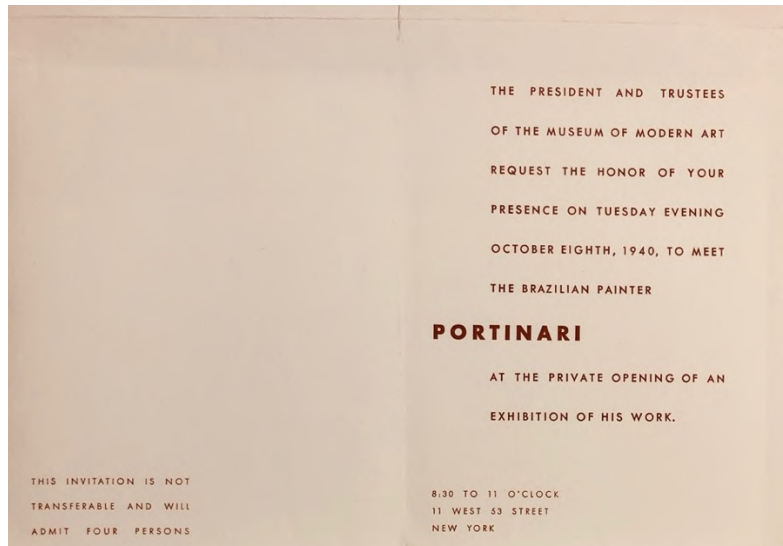 THE PRESIDENT AND TRUSTEES
OF THE MUSEUM OF MODERN ART
REQUEST THE HONOR OF YOUR
PRESENCE ON TUESDAY EVENING
OCTOBER EIGHTH, 1940, TO MEET
THE BRAZILIAN PAINTER
PORTINARI
AT THE PRIVATE OPENING OF AN
EXHIBITION OF HIS WORK.
THIS INVITATION IS NOT
TRANSFERABLE AND WILL
ADMIT FOUR PERSONS
8:30 TO 11 O'CLOCK
11 WEST 53 STREET
NEW YORK